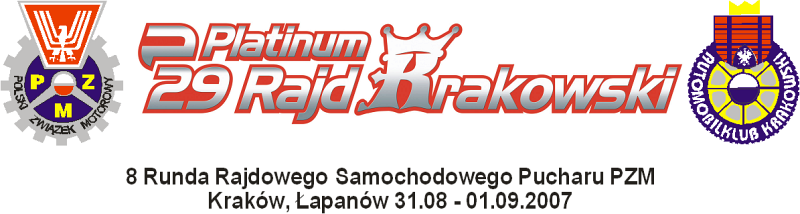 P Z M
POLSKI ZWIĄZEK MOTOROWY
Platinum
29 Rajd Krakowski
AUTOMOBILKLUB KRAKOWSKI
8 Runda Rajdowego Samochodowego Pucharu PZM
Kraków, Łapanów 31.08 - 01.09.2007